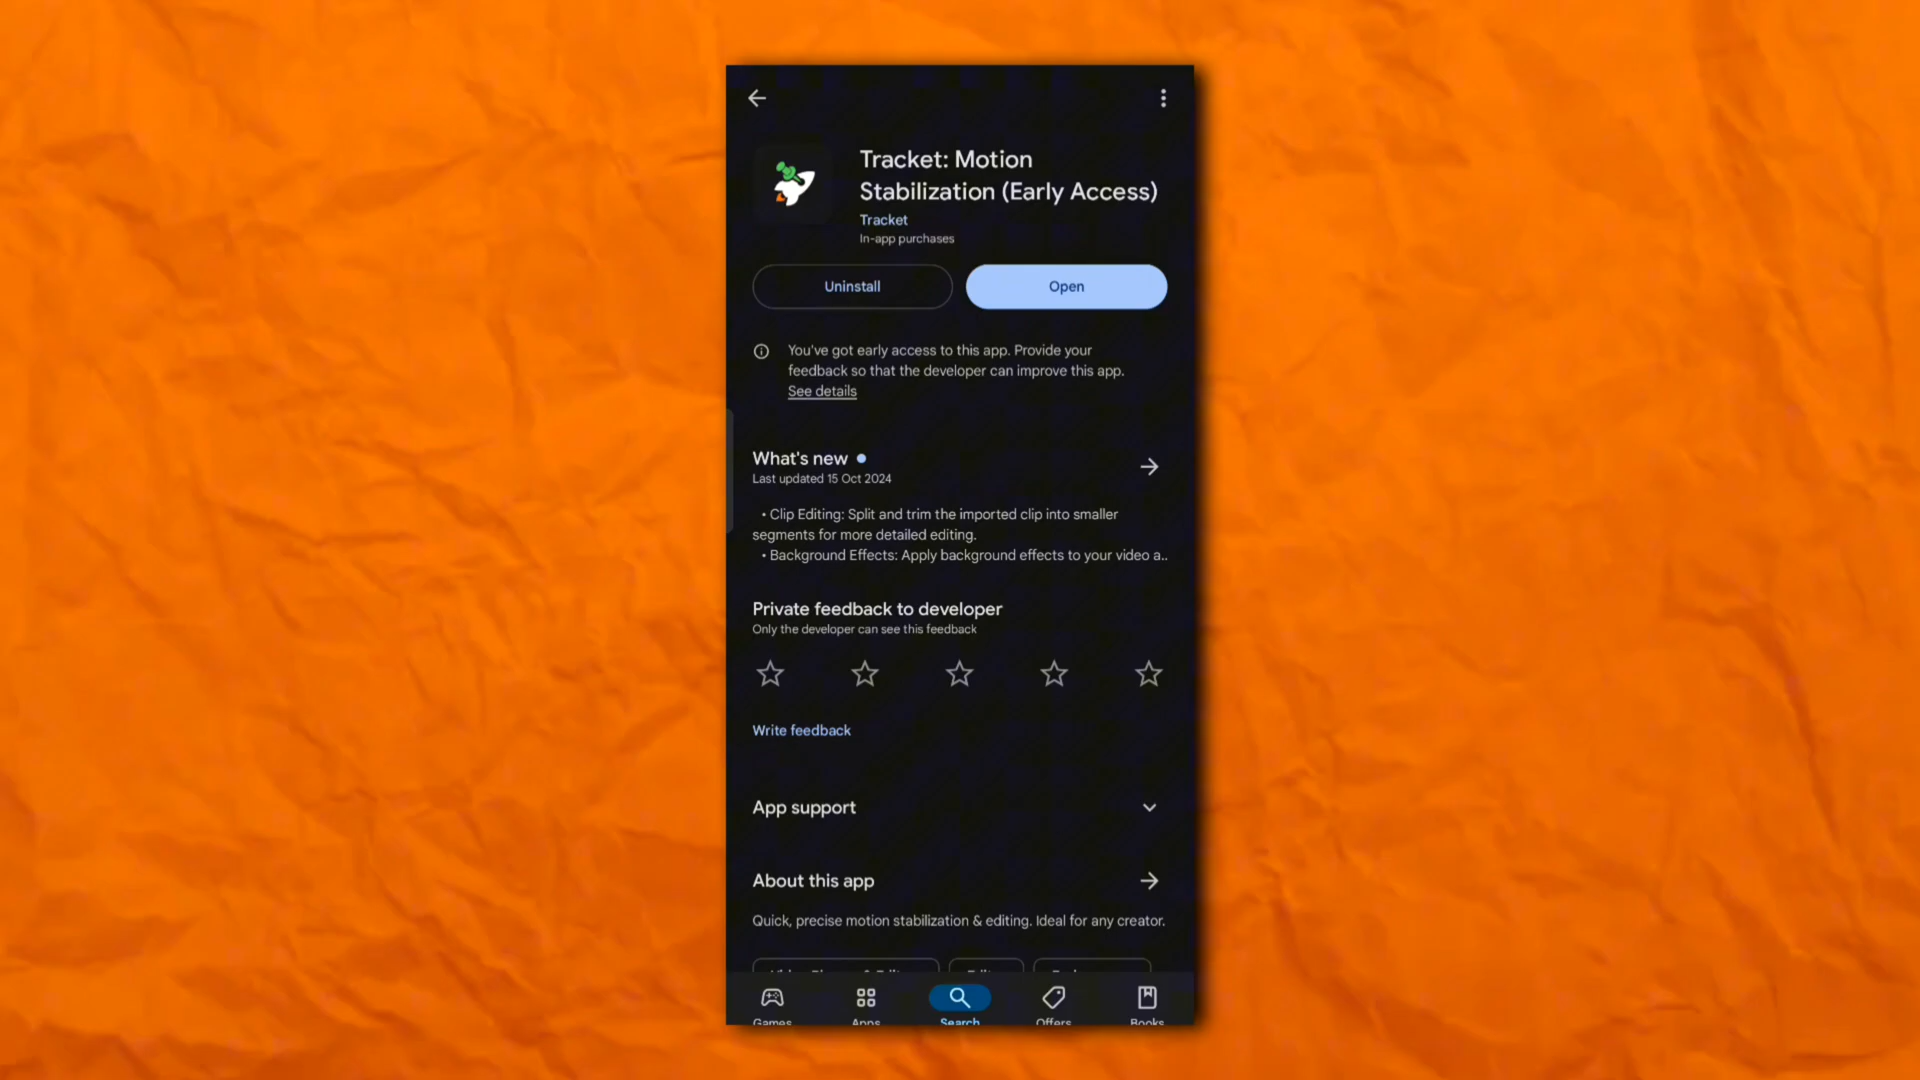 Tracket: Motion
Stabilization (Early Access)
Tracket
In-app purchases
Uninstall
Open
You've got early access to this app. Provide your
feedback so that the developer can improve this app.
See details
What's new
Last updated 15 Oct 2024
• Clip Editing: Split and trim the imported clip into smaller
segments for more detailed editing.
• Background Effects: Apply background effects to your video a..
Private feedback to developer
Only the developer can see this feedback
Write feedback
App support
About this app
Quick, precise motion stabilization & editing. Ideal for any creator.
Games
Apps
Search
Offers
Books